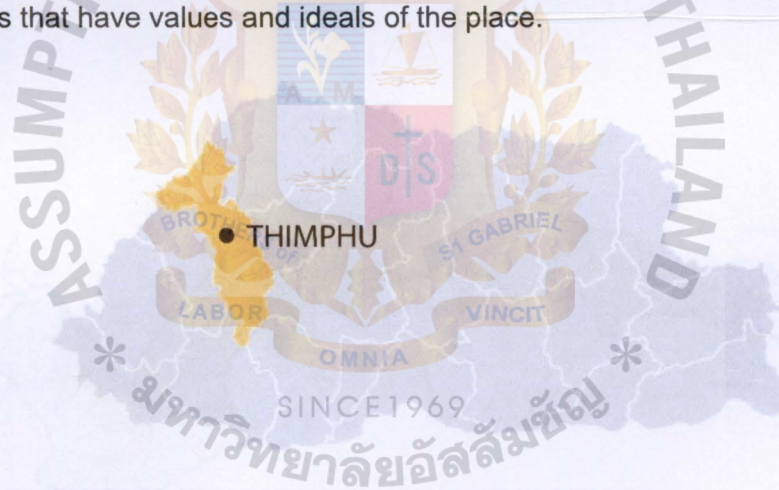 s that have values and ideals of the place.
ASSUMPT
THAILAND
A M
D S
BROTHERS OF
ST GABRIEL
THIMPHU
LABOR
VINCIT
OMNIA
SINCE1969
* มหาวิทยาลัยอัสสัมชัญ *